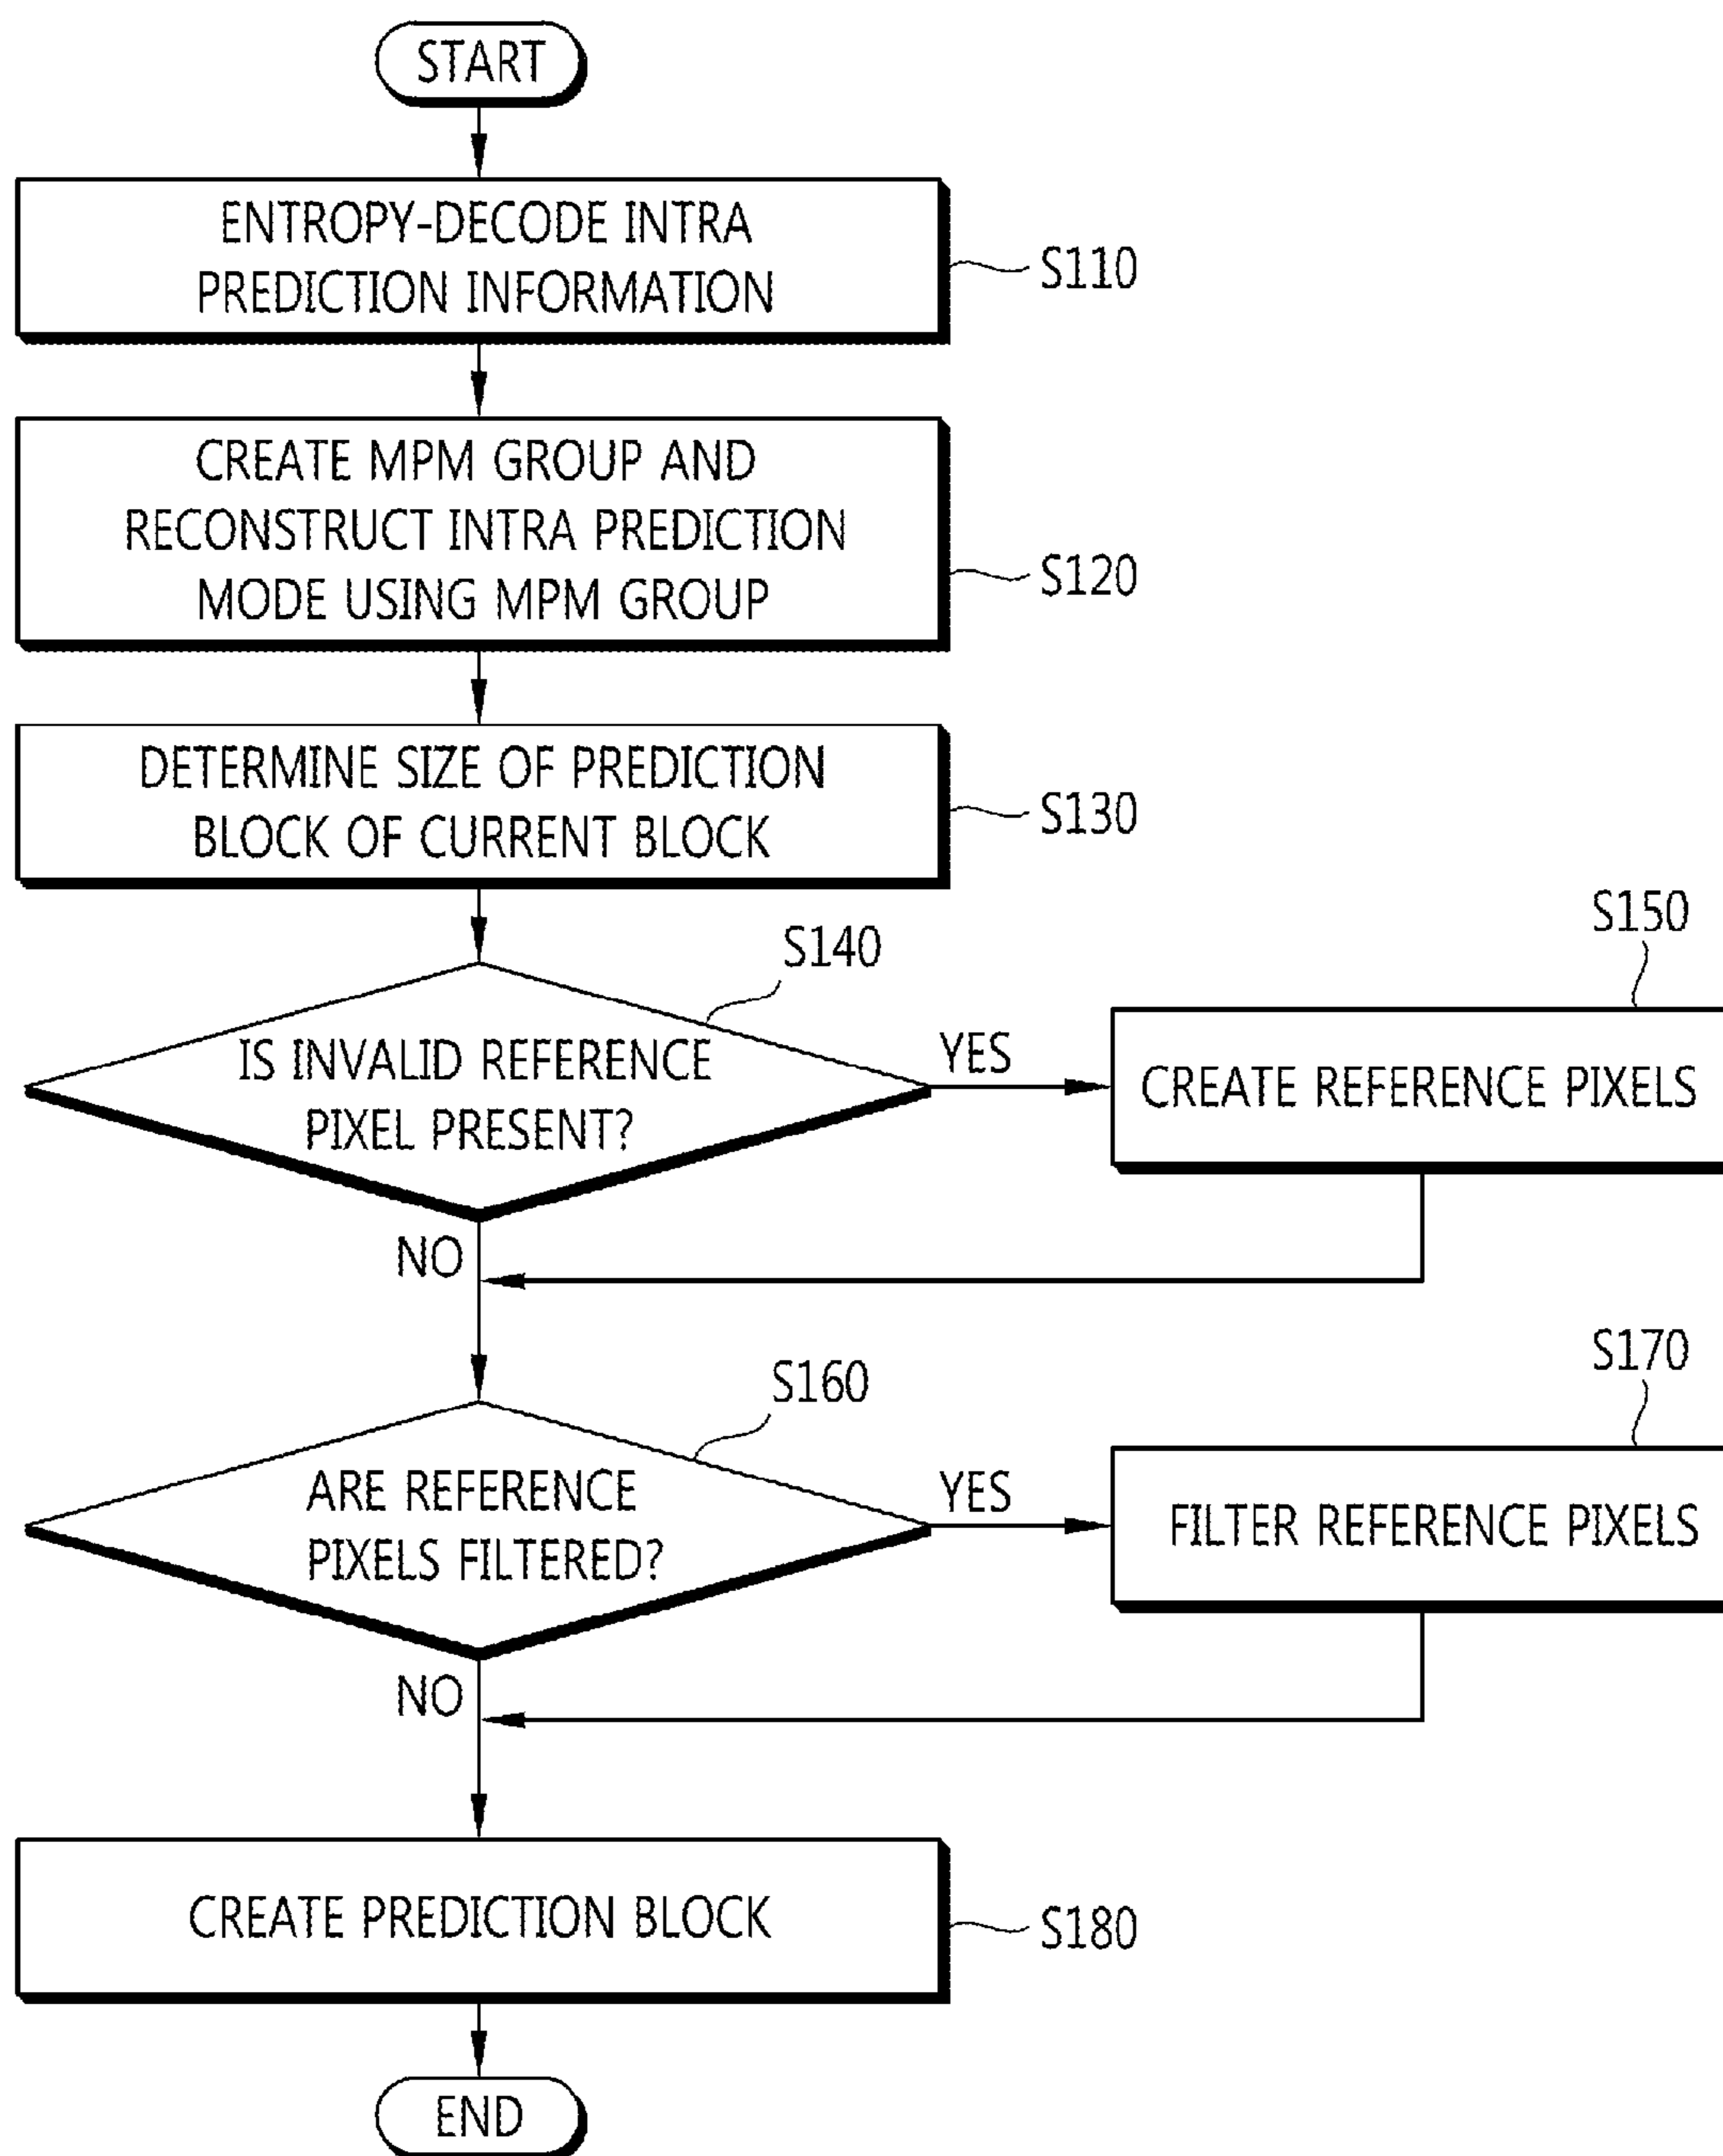 START
ENTROPY-DECODE INTRA
PREDICTION INFORMATION
S110
CREATE MPM GROUP AND
RECONSTRUCT INTRA PREDICTION
MODE USING MPM GROUP
S120
DETERMINE SIZE OF PREDICTION
BLOCK OF CURRENT BLOCK
S130
S140
IS INVALID REFERENCE
PIXEL PRESENT?
YES
S150
CREATE REFERENCE PIXELS
NO
S160
ARE REFERENCE
PIXELS FILTERED?
YES
S170
FILTER REFERENCE PIXELS
NO
CREATE PREDICTION BLOCK
S180
END